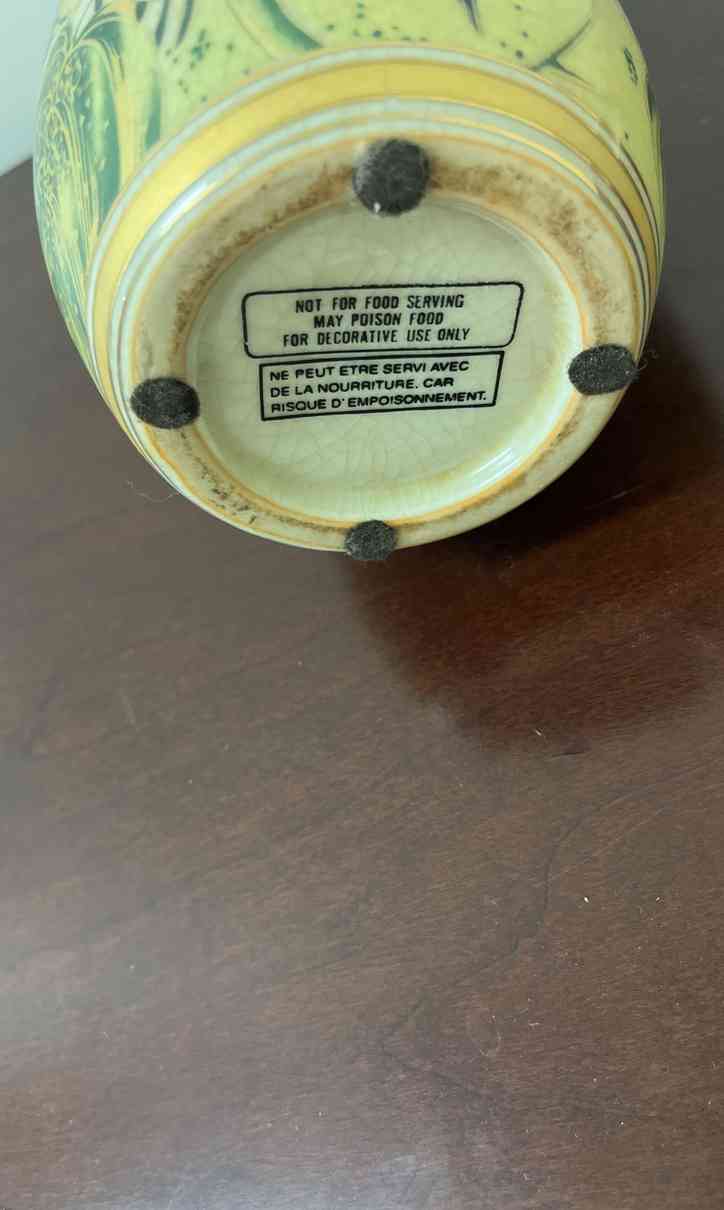 NOT FOR FOOD SERVING
MAY POISON FOOD
FOR DECORATIVE USE ONLY
NE PEUT ETRE SERVI AVEC
DE LA NOURRITURE. CAR
RISQUE D'EMPOISONNEMENT.